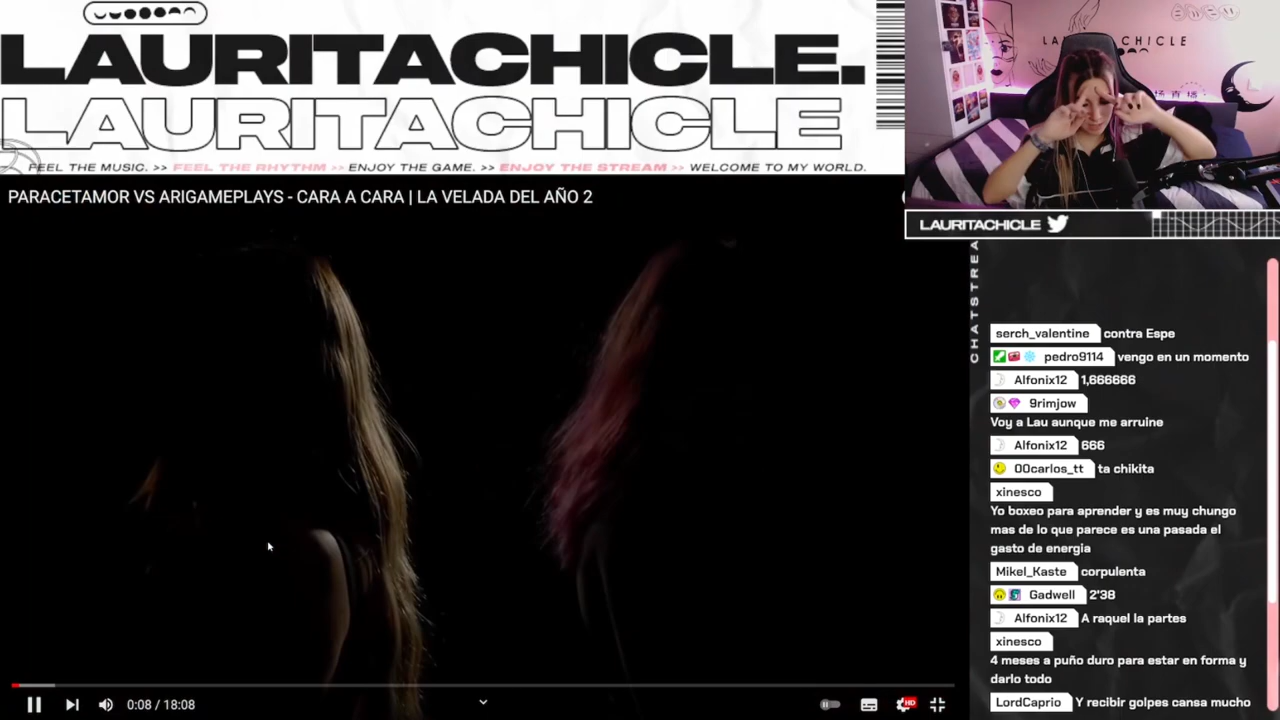 LAURITACHICLE.
LAURITACHICLE
FEEL THE MUSIC. >> FEEL THE RHYTHM >> ENJOY THE GAME. >> ENJOY THE STREAM >> WELCOME TO MY WORLD.
PARACETAMOR VS ARIGAMEPLAYS - CARA A CARA | LA VELADA DEL AÑO 2
LAURITACHICLE
CHATSTREA
serch_valentine contra Espe
pedro9114 vengo en un momento
Alfonix12 1,666666
9rimjow
Voy a Lau aunque me arruine
Alfonix12 666
00carlos_tt ta chikita
xinesco
Yo boxeo para aprender y es muy chungo
mas de lo que parece es una pasada el
gasto de energia
Mikel_Kaste corpulenta
Gadwell 2'38
Alfonix12 A raquel la partes
xinesco
4 meses a puño duro para estar en forma y
darlo todo
LordCaprio Y recibir golpes cansa mucho
0:08 / 18:08
HD